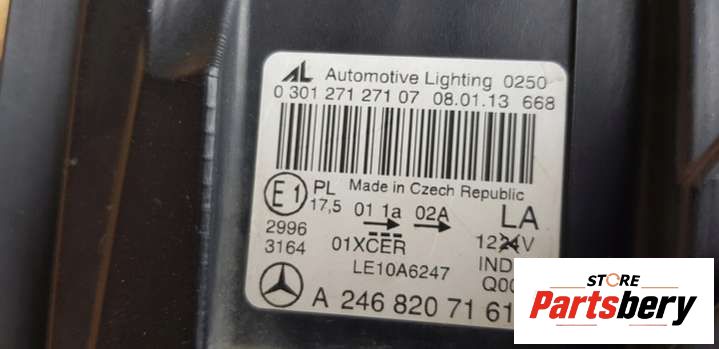 AL Automotive Lighting 0250
0 301 271 271 07 08.01.13 668
E1 PL Made in Czech Republic
17,5 01 1a 02A LA
2996
3164 01XCER 1224V
LE10A6247 IND
A 246 820 71 61
STORE
Partsbery